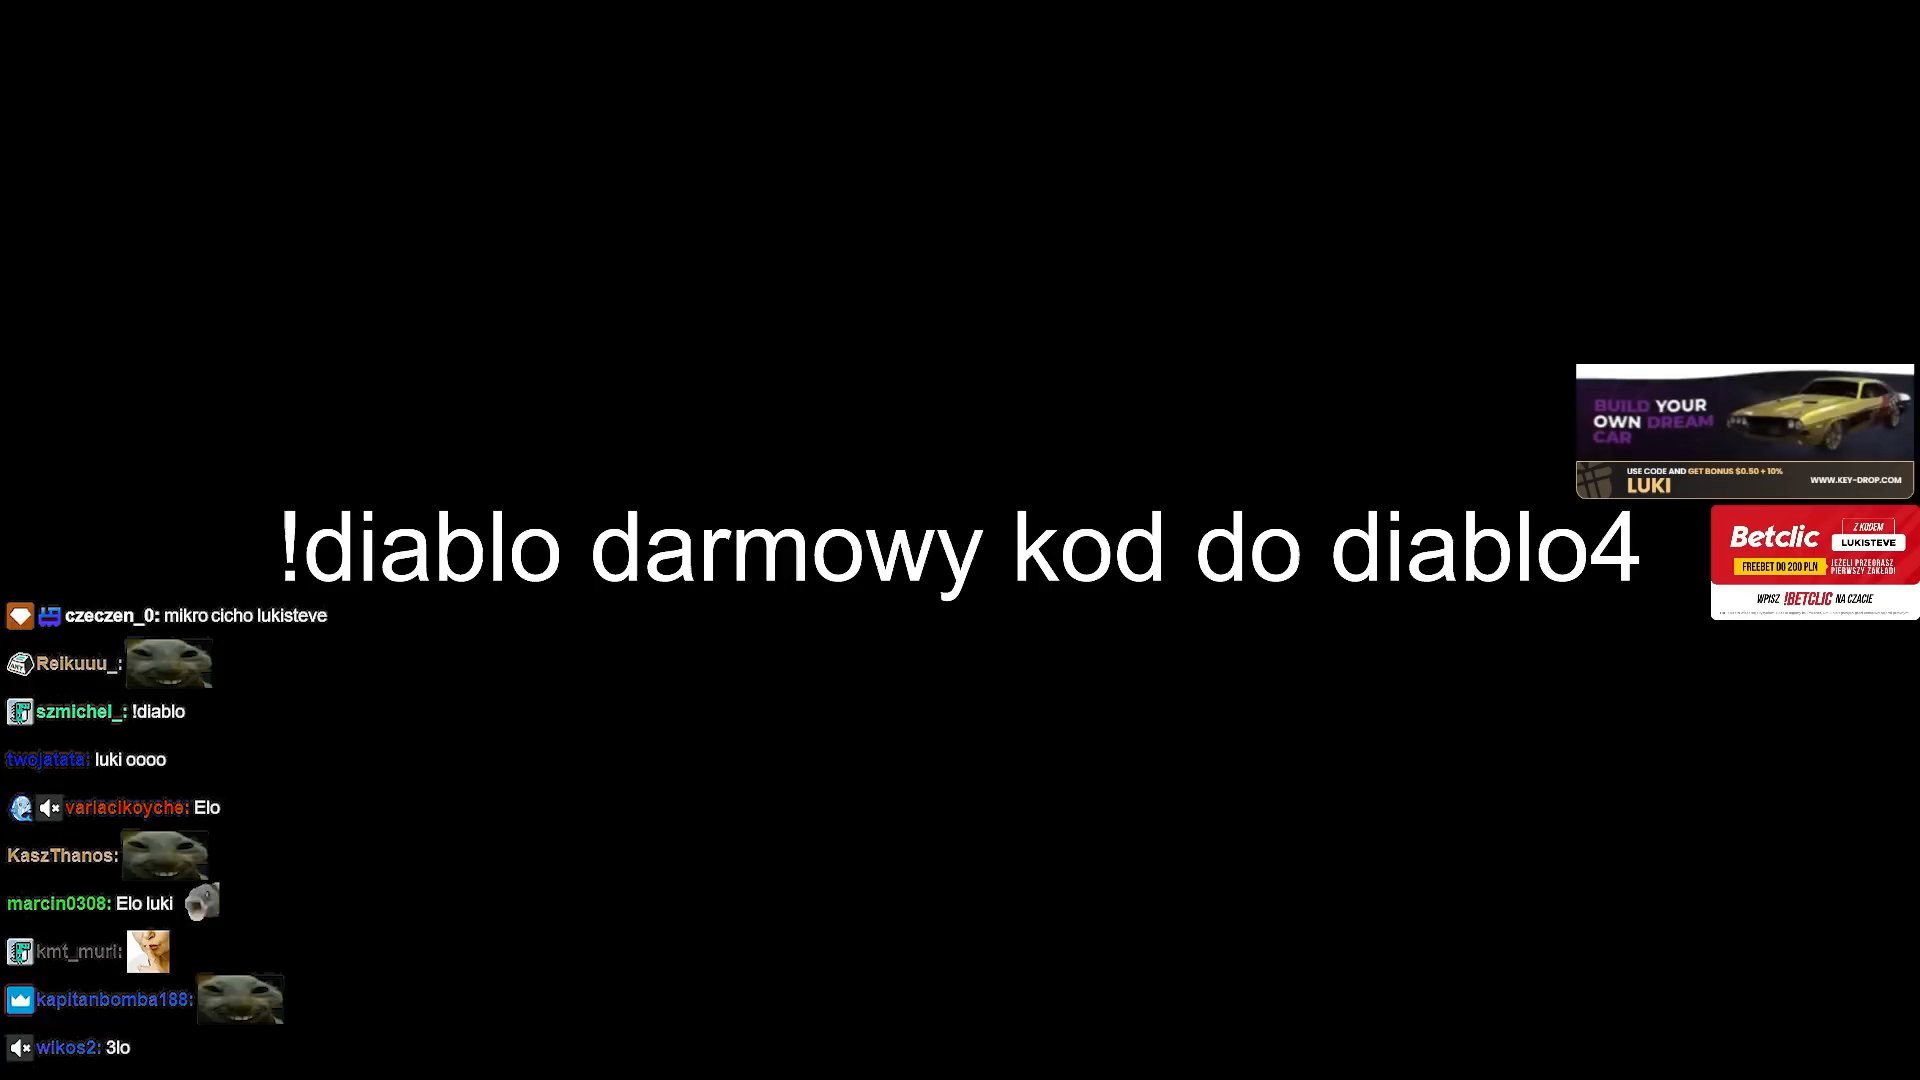 BUILD YOUR
OWN DREAM
CAR
USE CODE AND GET BONUS $0.50 + 10%
LUKI
WWW.KEY-DROP.COM
!diablo darmowy kod do diablo4
Betclic
Z KODEM
LUKISTEVE
FREEBET DO 200 PLN
JEŻELI PRZEGRASZ
PIERWSZY ZAKŁAD!
WPISZ !BETCLIC NA CZACIE
czeczen_0: mikro cicho lukisteve
Reikuuu_:
szmichel_: !diablo
twojatata: luki oooo
variacikoyche: Elo
KaszThanos:
marcin0308: Elo luki
kmt_muri:
kapitanbomba188:
wikos2: 3lo